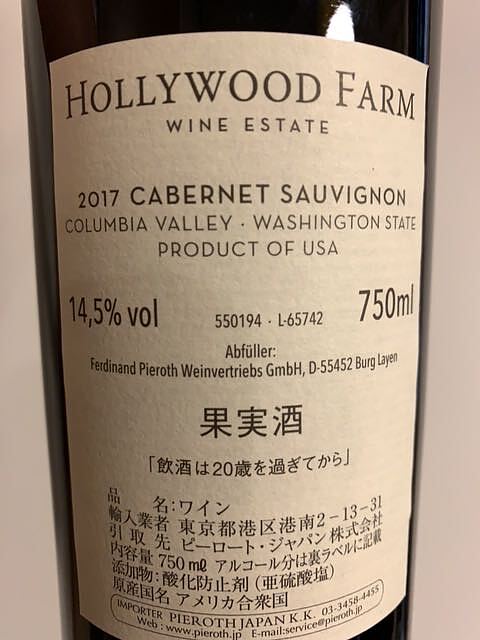 HOLLYWOOD FARM
WINE ESTATE
2017 CABERNET SAUVIGNON
COLUMBIA VALLEY · WASHINGTON STATE
PRODUCT OF USA
14,5% vol 550194 · L-65742 750ml
Abfüller:
Ferdinand Pieroth Weinvertriebs GmbH, D-55452 Burg Layen
果実酒
「飲酒は20歳を過ぎてから」
品 名:ワイン
輸入業者 東京都港区港南2-13-31
引取先 ピーロート・ジャパン株式会社
内容量 750㎖ アルコール分は裏ラベルに記載
添加物:酸化防止剤(亜硫酸塩)
原産国名 アメリカ合衆国
IMPORTER PIEROTH JAPAN K.K. 03-3458-4455
Web : www.pieroth.jp E-mail:service@pieroth.jp